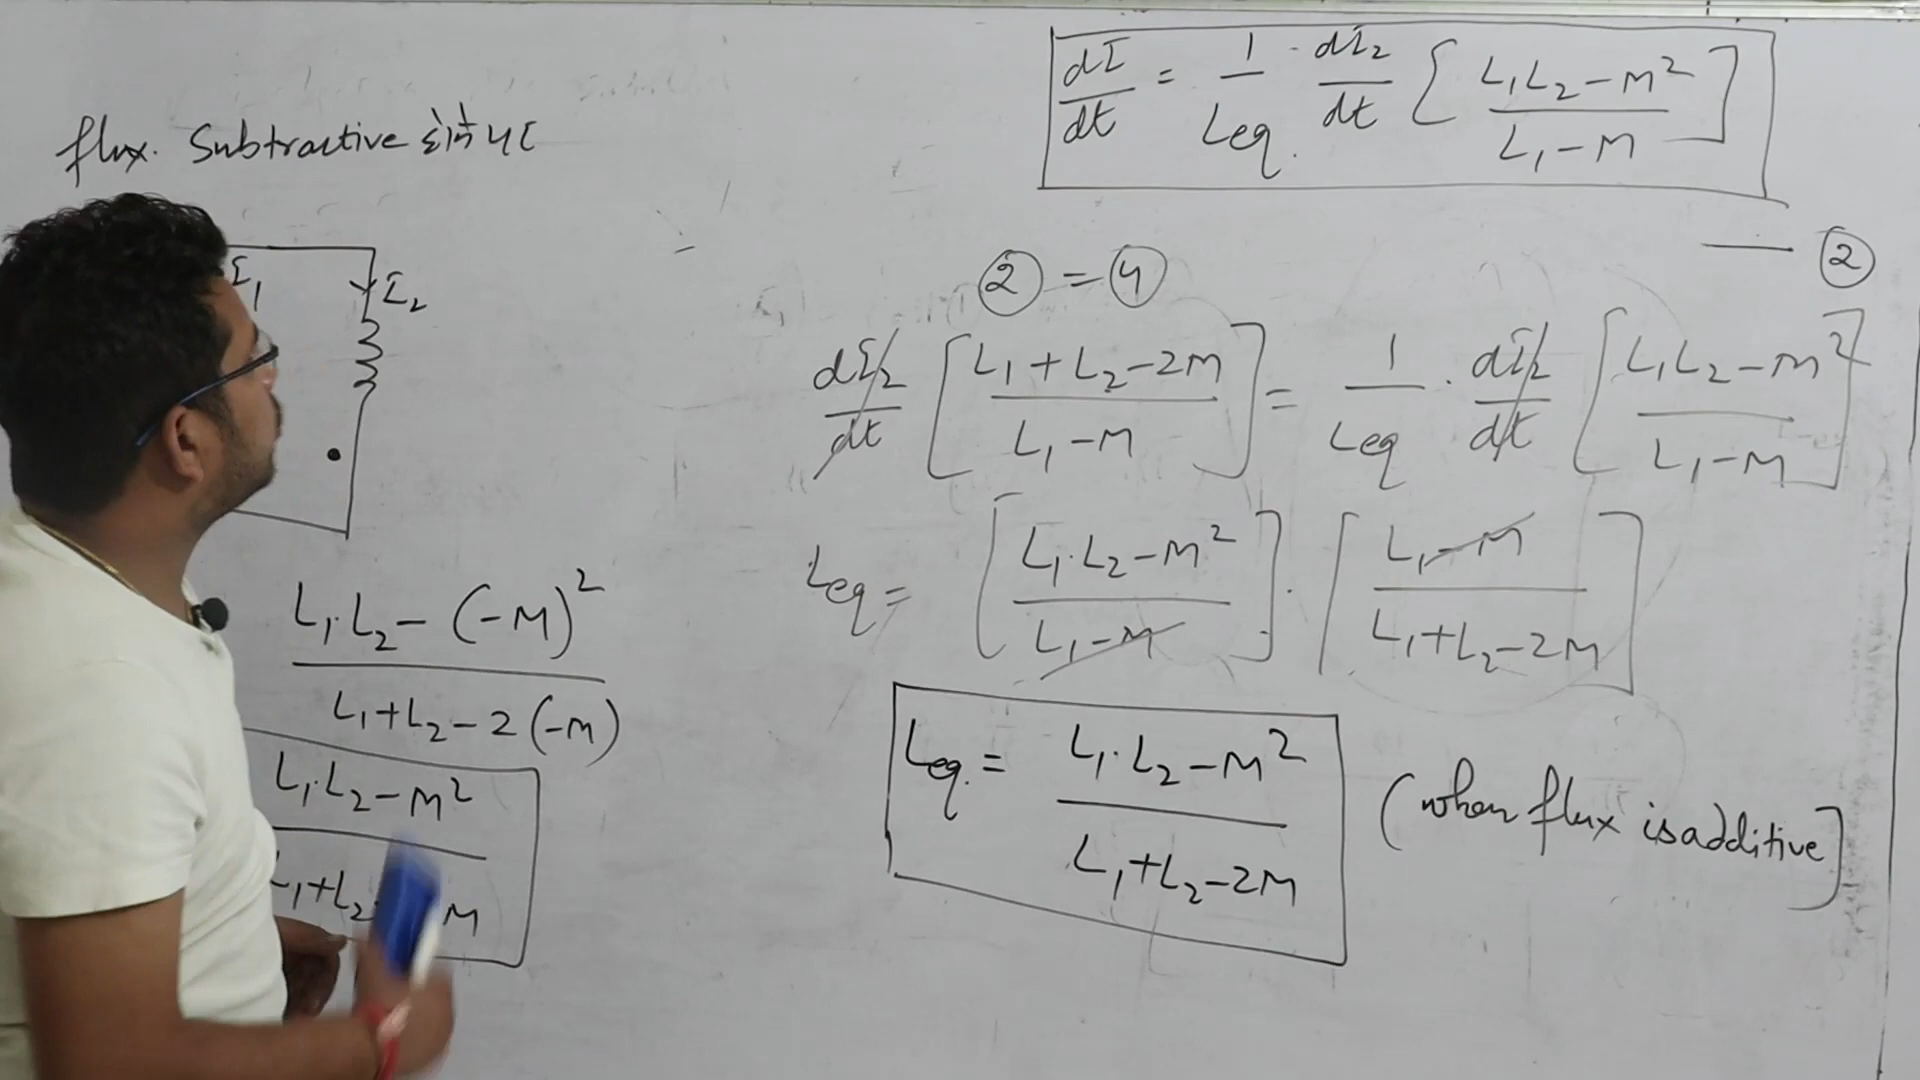 flux. Subtractive होने पर
I₁
I₂
L₁.L₂ - (-M)²
L₁+L₂ - 2(-M)
L₁.L₂ - M²
L₁+L₂ M
dI/dt = 1/Leq. · dI₂/dt [ (L₁L₂ - M²) / (L₁ - M) ]
— ②
② = ④
dI₂/dt [ (L₁+L₂-2M) / (L₁-M) ] = 1/Leq · dI₂/dt [ (L₁L₂-M²) / (L₁-M) ]
Leq = [ (L₁.L₂-M²) / (L₁-M) ] . [ (L₁-M) / (L₁+L₂-2M) ]
Leq. = (L₁.L₂-M²) / (L₁+L₂-2M) (when flux is additive)